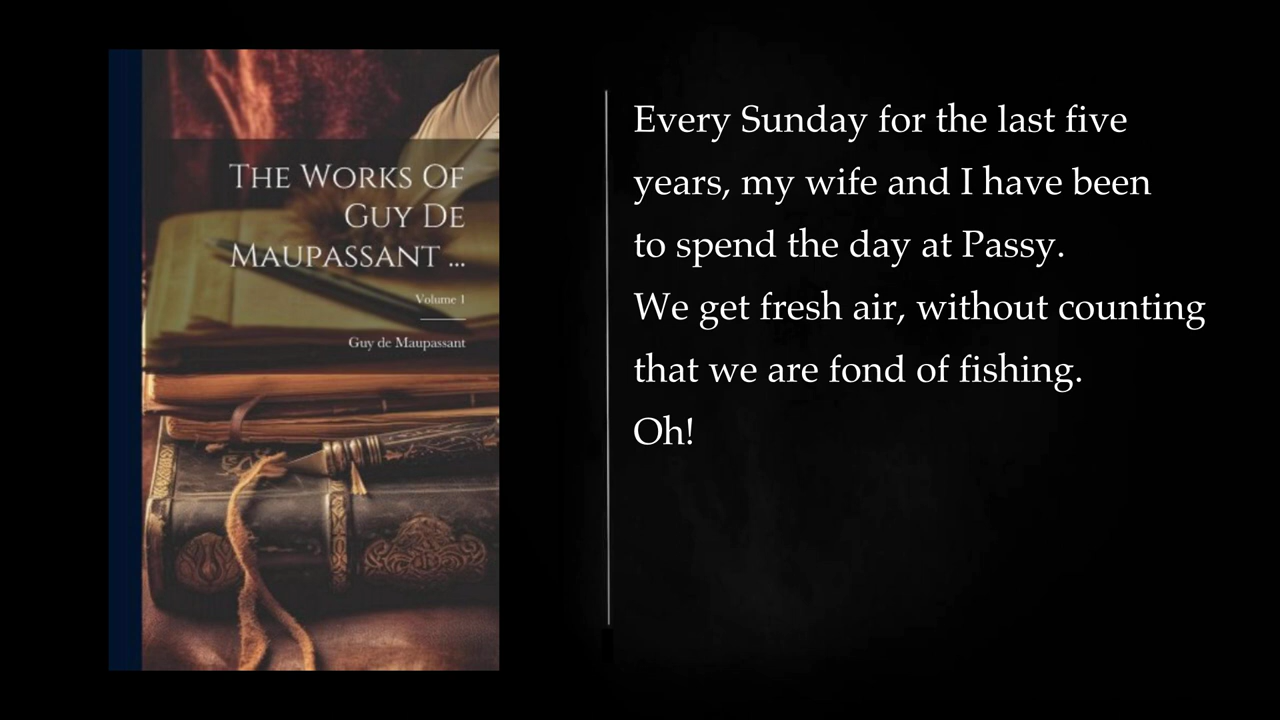 The Works Of
Guy De
Maupassant ...
Volume 1
Guy de Maupassant
Every Sunday for the last five
years, my wife and I have been
to spend the day at Passy.
We get fresh air, without counting
that we are fond of fishing.
Oh!